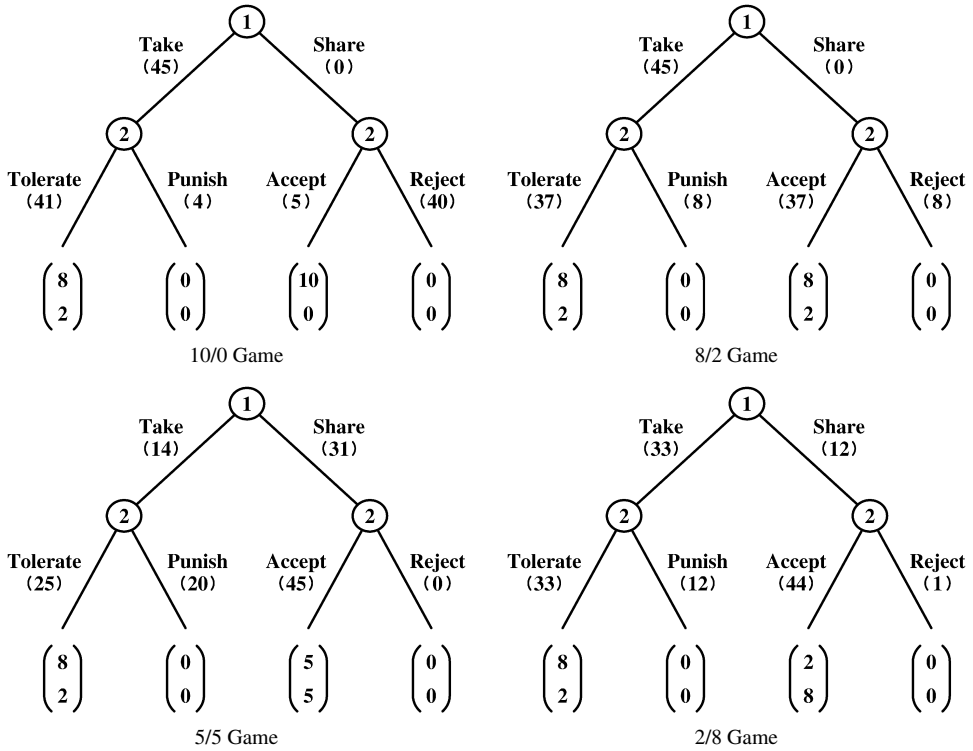 1 1
Take Share Take Share
(45) (0) (45) (0)
2 2 2 2
Tolerate Punish Accept Reject Tolerate Punish Accept Reject
(41) (4) (5) (40) (37) (8) (37) (8)
8 0 10 0 8 0 8 0
2 0 0 0 2 0 2 0
10/0 Game 8/2 Game
1 1
Take Share Take Share
(14) (31) (33) (12)
2 2 2 2
Tolerate Punish Accept Reject Tolerate Punish Accept Reject
(25) (20) (45) (0) (33) (12) (44) (1)
8 0 5 0 8 0 2 0
2 0 5 0 2 0 8 0
5/5 Game 2/8 Game